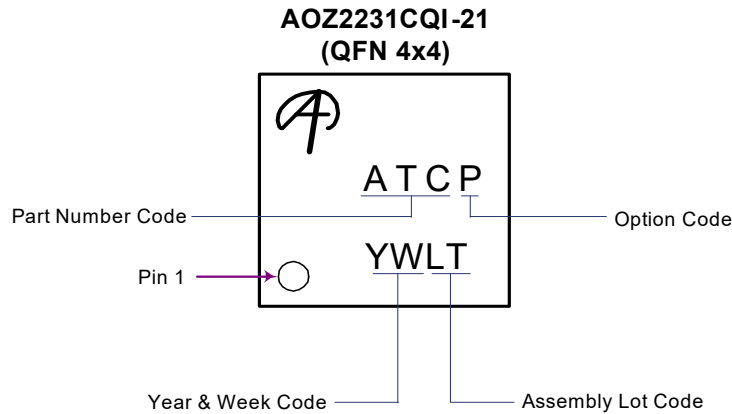 AOZ2231CQI-21
(QFN 4x4)
ATCP
Part Number Code
Option Code
YWLT
Pin 1
Year & Week Code
Assembly Lot Code